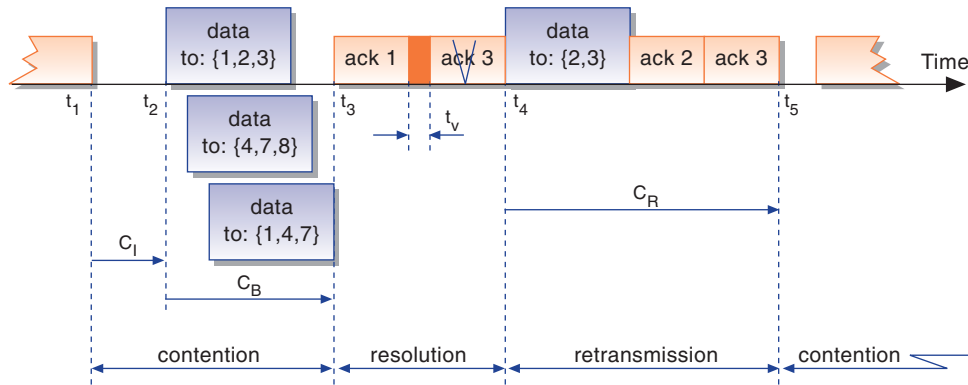 data
to: {1,2,3}
data
to: {2,3}
ack 1
ack 3
ack 2
ack 3
Time
t1
t2
t3
t4
t5
tv
data
to: {4,7,8}
data
to: {1,4,7}
CI
CB
CR
contention
resolution
retransmission
contention